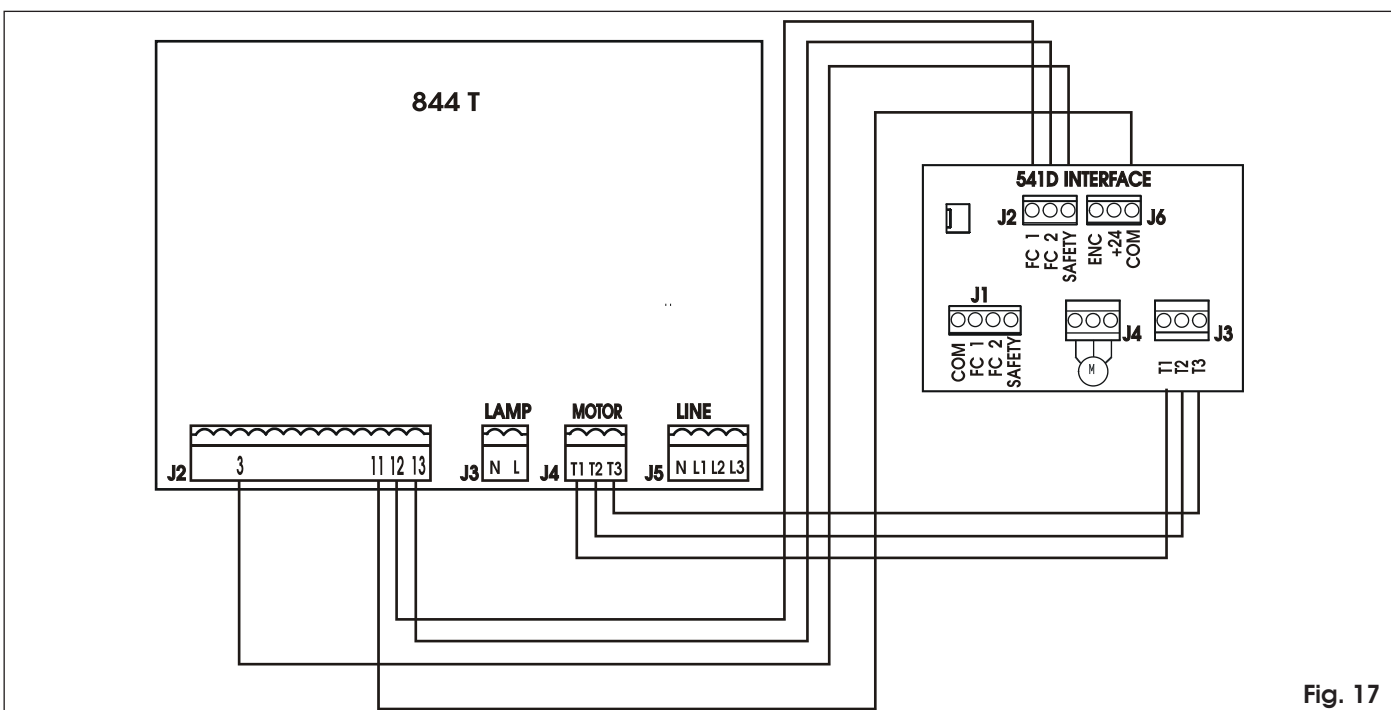 844 T
541D INTERFACE
J2
J6
FC 1
FC 2
SAFETY
ENC
+24
COM
J1
COM
FC 1
FC 2
SAFETY
M
J4
J3
T1
T2
T3
LAMP
MOTOR
LINE
J2
3
11 12 13
J3
N L
J4
T1 T2 T3
J5
N L1 L2 L3
Fig. 17